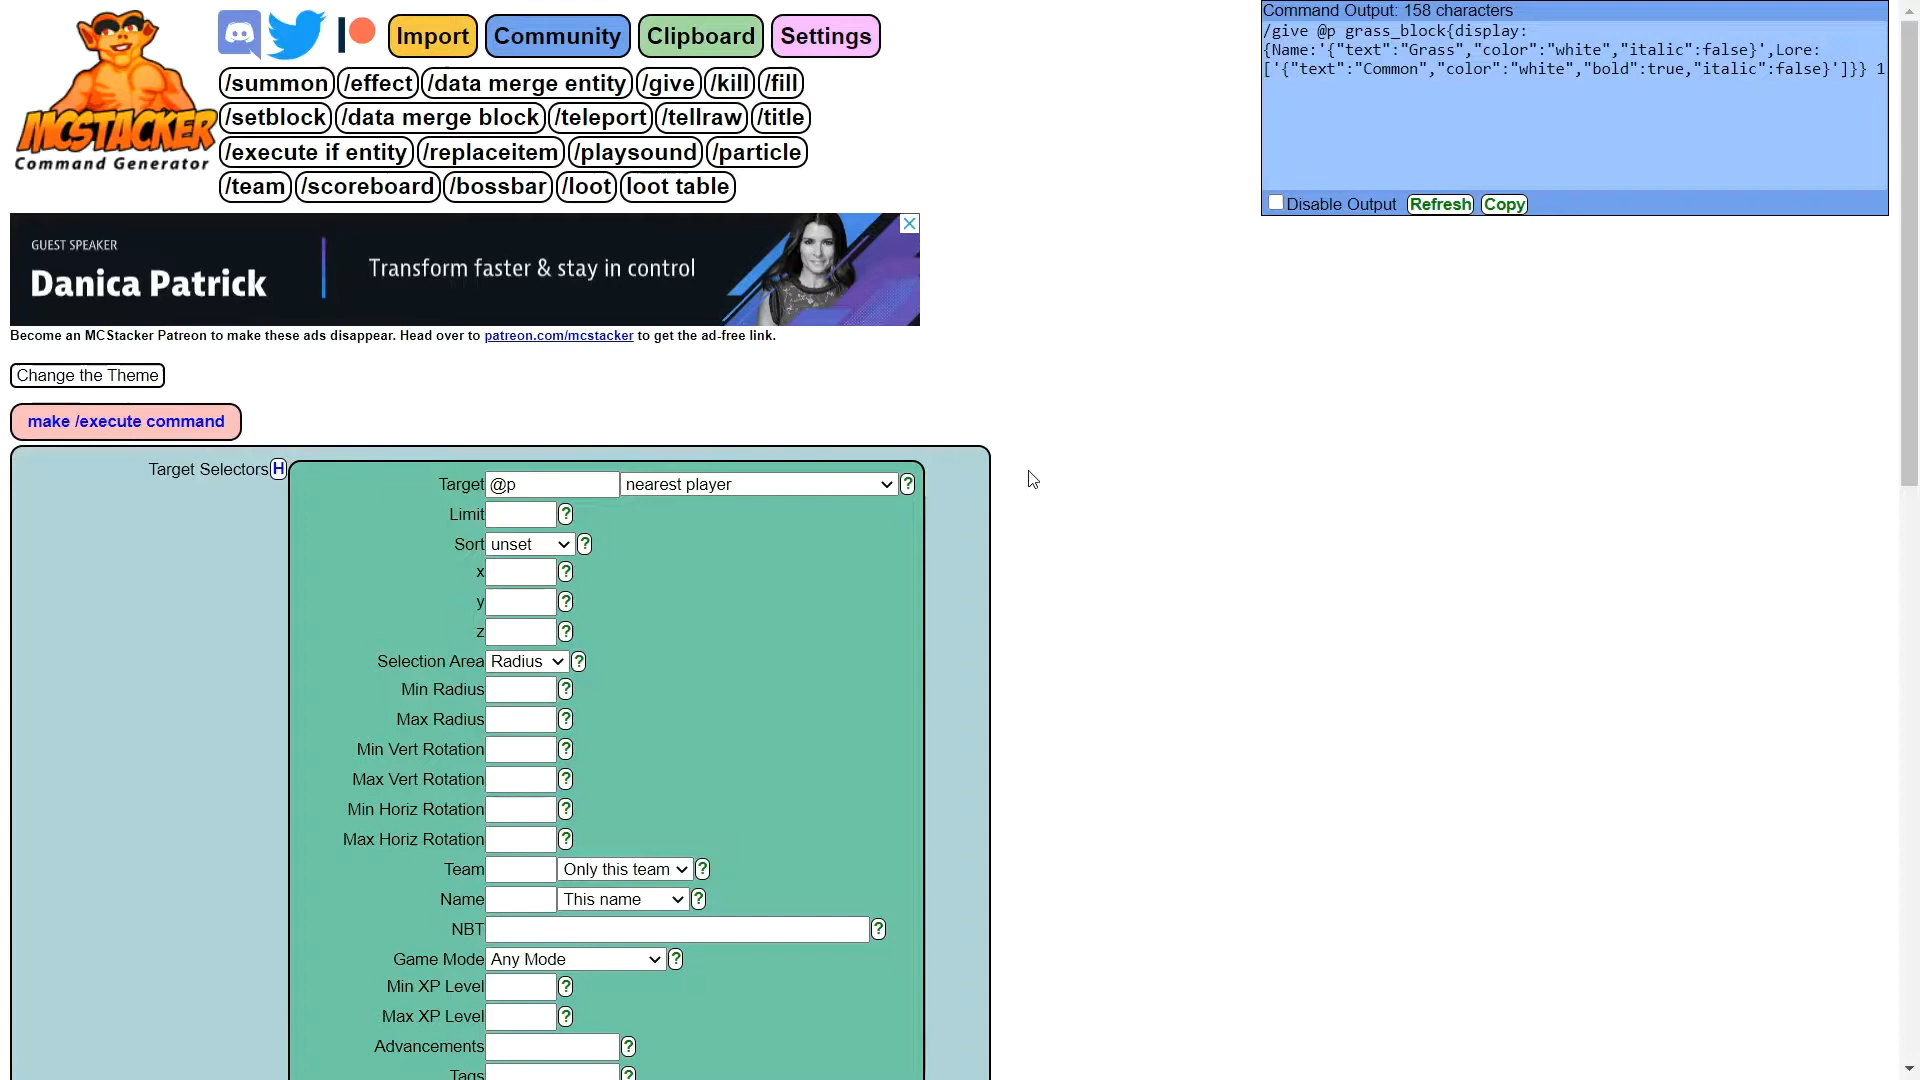 Import
Community
Clipboard
Settings
MCSTACKER
Command Generator
/summon /effect /data merge entity /give /kill /fill
/setblock /data merge block /teleport /tellraw /title
/execute if entity /replaceitem /playsound /particle
/team /scoreboard /bossbar /loot loot table
Command Output: 158 characters
/give @p grass_block{display:
{Name:'{"text":"Grass","color":"white","italic":false}',Lore:
['{"text":"Common","color":"white","bold":true,"italic":false}']}} 1
Disable Output Refresh Copy
GUEST SPEAKER
Danica Patrick
Transform faster & stay in control
Become an MCStacker Patreon to make these ads disappear. Head over to patreon.com/mcstacker to get the ad-free link.
Change the Theme
make /execute command
Target Selectors H
Target @p nearest player ?
Limit ?
Sort unset ?
x ?
y ?
z ?
Selection Area Radius ?
Min Radius ?
Max Radius ?
Min Vert Rotation ?
Max Vert Rotation ?
Min Horiz Rotation ?
Max Horiz Rotation ?
Team Only this team ?
Name This name ?
NBT ?
Game Mode Any Mode ?
Min XP Level ?
Max XP Level ?
Advancements ?
Tags ?